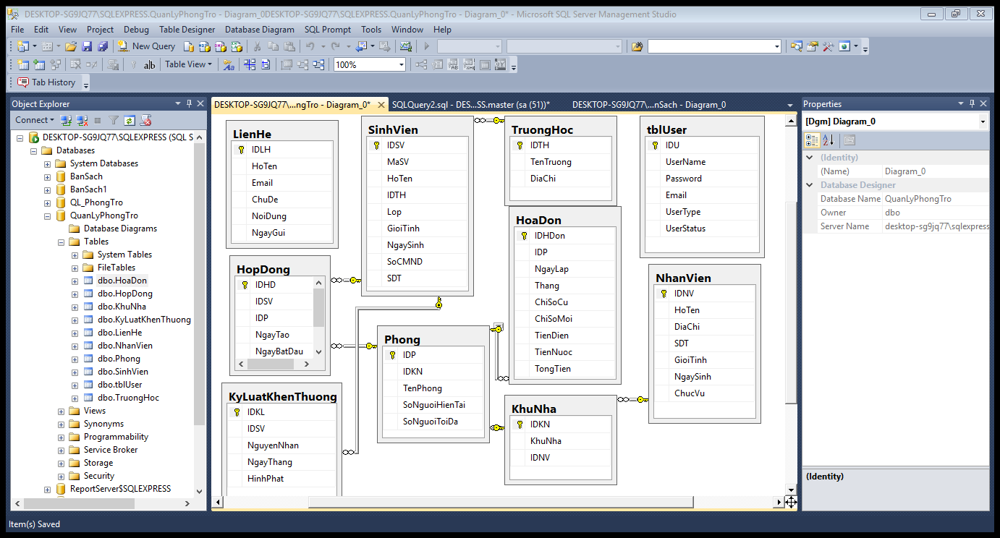 DESKTOP-SG9JQ77\SQLEXPRESS.QuanLyPhongTro - Diagram_0DESKTOP-SG9JQ77\SQLEXPRESS.QuanLyPhongTro - Diagram_0* - Microsoft SQL Server Management Studio
File Edit View Project Debug Table Designer Database Diagram SQL Prompt Tools Window Help
New Query
ab| Table View 100%
Tab History
Object Explorer
Connect
DESKTOP-SG9JQ77\SQLEXPRESS (SQL S
Databases
System Databases
BanSach
BanSach1
QL_PhongTro
QuanLyPhongTro
Database Diagrams
Tables
System Tables
FileTables
dbo.HoaDon
dbo.HopDong
dbo.KhuNha
dbo.KyLuatKhenThuong
dbo.LienHe
dbo.NhanVien
dbo.Phong
dbo.SinhVien
dbo.tblUser
dbo.TruongHoc
Views
Synonyms
Programmability
Service Broker
Storage
Security
ReportServer$SQLEXPRESS
DESKTOP-SG9JQ77\...ngTro - Diagram_0* SQLQuery2.sql - DES...SS.master (sa (51))* DESKTOP-SG9JQ77\...nSach - Diagram_0
LienHe
IDLH
HoTen
Email
ChuDe
NoiDung
NgayGui
SinhVien
IDSV
MaSV
HoTen
IDTH
Lop
GioiTinh
NgaySinh
SoCMND
SDT
TruongHoc
IDTH
TenTruong
DiaChi
tblUser
IDU
UserName
Password
Email
UserType
UserStatus
HopDong
IDHD
IDSV
IDP
NgayTao
NgayBatDau
HoaDon
IDHDon
IDP
NgayLap
Thang
ChiSoCu
ChiSoMoi
TienDien
TienNuoc
TongTien
NhanVien
IDNV
HoTen
DiaChi
SDT
GioiTinh
NgaySinh
ChucVu
Phong
IDP
IDKN
TenPhong
SoNguoiHienTai
SoNguoiToiDa
KyLuatKhenThuong
IDKL
IDSV
NguyenNhan
NgayThang
HinhPhat
KhuNha
IDKN
KhuNha
IDNV
Properties
[Dgm] Diagram_0
(Identity)
(Name) Diagram_0
Database Designer
Database Name QuanLyPhongTro
Owner dbo
Server Name desktop-sg9jq77\sqlexpress
(Identity)
Item(s) Saved